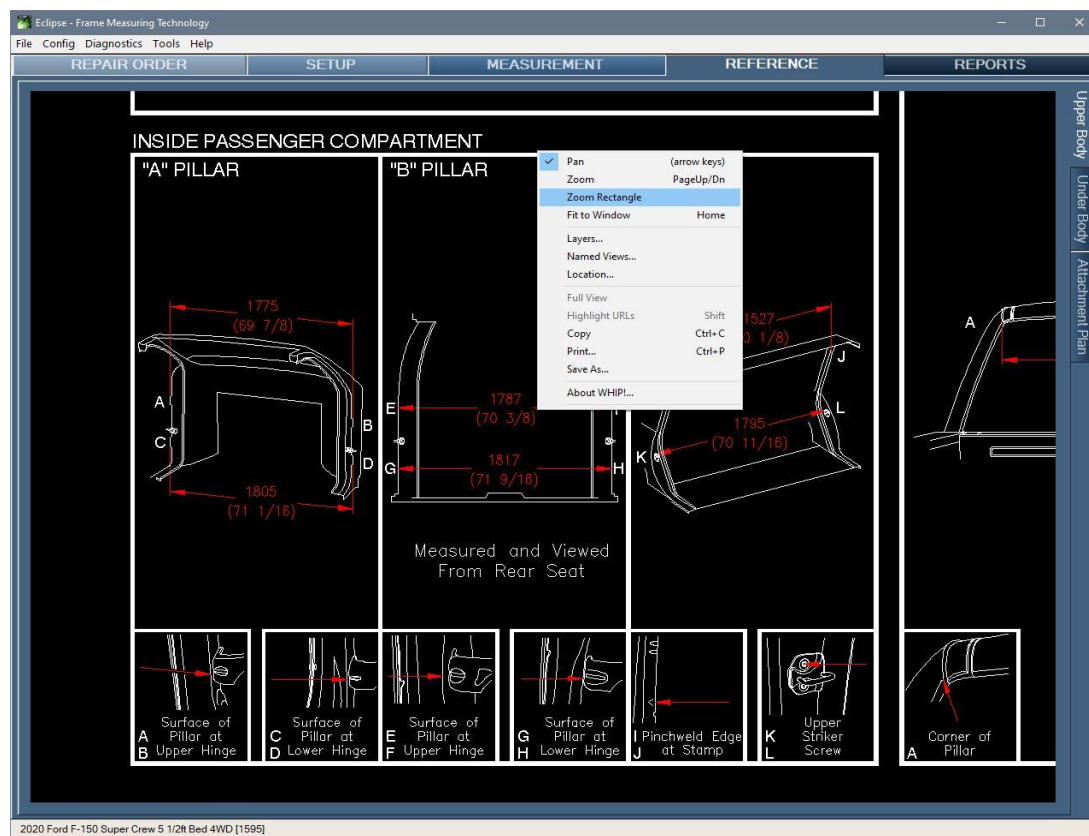 Eclipse - Frame Measuring Technology
File Config Diagnostics Tools Help
REPAIR ORDER SETUP MEASUREMENT REFERENCE REPORTS
Upper Body
Under Body
Attachment Plan
INSIDE PASSENGER COMPARTMENT
"A" PILLAR
1775
(69 7/8)
A
C
B
D
1805
(71 1/16)
"B" PILLAR
E
1787
(70 3/8)
G
1817
(71 9/16)
H
Measured and Viewed
From Rear Seat
Pan (arrow keys)
Zoom PageUp/Dn
Zoom Rectangle
Fit to Window Home
Layers...
Named Views...
Location...
Full View
Highlight URLs Shift
Copy Ctrl+C
Print... Ctrl+P
Save As...
About WHIP!...
1527
1/8)
J
L
1795
(70 11/16)
K
A
Surface of
A Pillar at
B Upper Hinge
Surface of
C Pillar at
D Lower Hinge
Surface of
E Pillar at
F Upper Hinge
Surface of
G Pillar at
H Lower Hinge
I Pinchweld Edge
J at Stamp
Upper
K Striker
L Screw
Corner of
A Pillar
2020 Ford F-150 Super Crew 5 1/2ft Bed 4WD [1595]